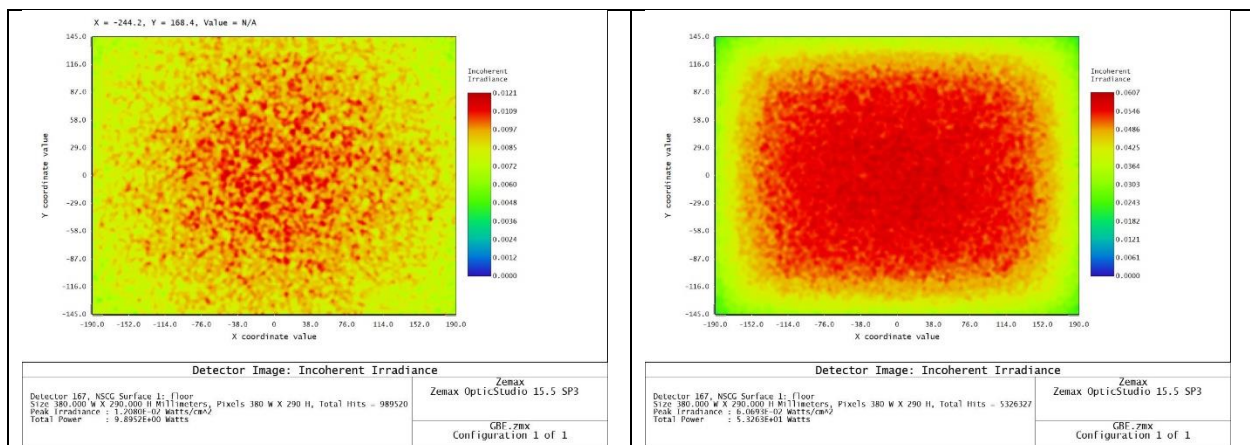 X = -244.2, Y = 168.4, Value = N/A
145.0
116.0
87.0
58.0
29.0
0
-29.0
-58.0
-87.0
-116.0
-145.0
Y coordinate value
-190.0 -152.0 -114.0 -76.0 -38.0 0 38.0 76.0 114.0 152.0 190.0
X coordinate value
Incoherent
Irradiance
0.0121
0.0109
0.0097
0.0085
0.0072
0.0060
0.0048
0.0036
0.0024
0.0012
0.0000
Detector Image: Incoherent Irradiance
Detector 167, NSCG Surface 1: floor
Size 380.000 W X 290.000 H Millimeters, Pixels 380 W X 290 H, Total Hits = 989520
Peak Irradiance : 1.2080E-02 Watts/cm^2
Total Power : 9.8952E+00 Watts
Zemax
Zemax OpticStudio 15.5 SP3
GBE.zmx
Configuration 1 of 1
145.0
116.0
87.0
58.0
29.0
0
-29.0
-58.0
-87.0
-116.0
-145.0
Y coordinate value
-190.0 -152.0 -114.0 -76.0 -38.0 0 38.0 76.0 114.0 152.0 190.0
X coordinate value
Incoherent
Irradiance
0.0607
0.0546
0.0486
0.0425
0.0364
0.0303
0.0243
0.0182
0.0121
0.0061
0.0000
Detector Image: Incoherent Irradiance
Detector 167, NSCG Surface 1: floor
Size 380.000 W X 290.000 H Millimeters, Pixels 380 W X 290 H, Total Hits = 5326327
Peak Irradiance : 6.0693E-02 Watts/cm^2
Total Power : 5.3263E+01 Watts
Zemax
Zemax OpticStudio 15.5 SP3
GBE.zmx
Configuration 1 of 1